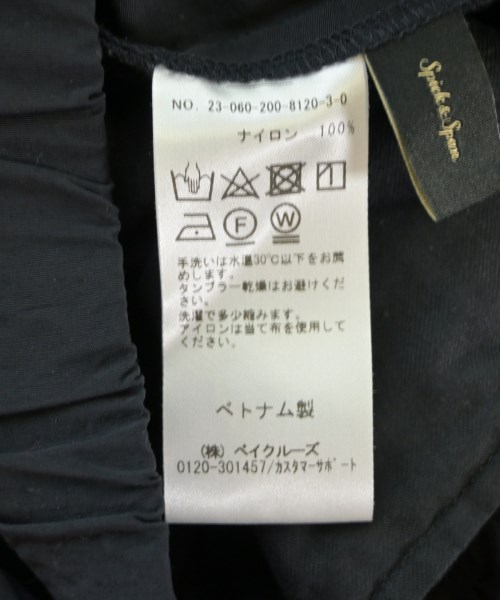 NO. 23-060-200-8120-3-0
ナイロン 100%
F W
手洗いは水温30℃以下をお薦
めします。
タンブラー乾燥はお避けくだ
さい。
洗濯で多少縮みます。
アイロンは当て布を使用して
ください。
ベトナム製
(株) ベイクルーズ
0120-301457/ｶｽﾀﾏｰｻﾎﾟｰﾄ
Spick & Span